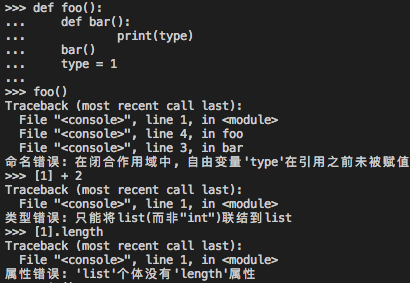 >>> def foo():
...     def bar():
...             print(type)
...     bar()
...     type = 1
...
>>> foo()
Traceback (most recent call last):
  File "<console>", line 1, in <module>
  File "<console>", line 4, in foo
  File "<console>", line 3, in bar
命名错误: 在闭合作用域中, 自由变量'type'在引用之前未被赋值
>>> [1] + 2
Traceback (most recent call last):
  File "<console>", line 1, in <module>
类型错误: 只能将list(而非"int")联结到list
>>> [1].length
Traceback (most recent call last):
  File "<console>", line 1, in <module>
属性错误: 'list'个体没有'length'属性